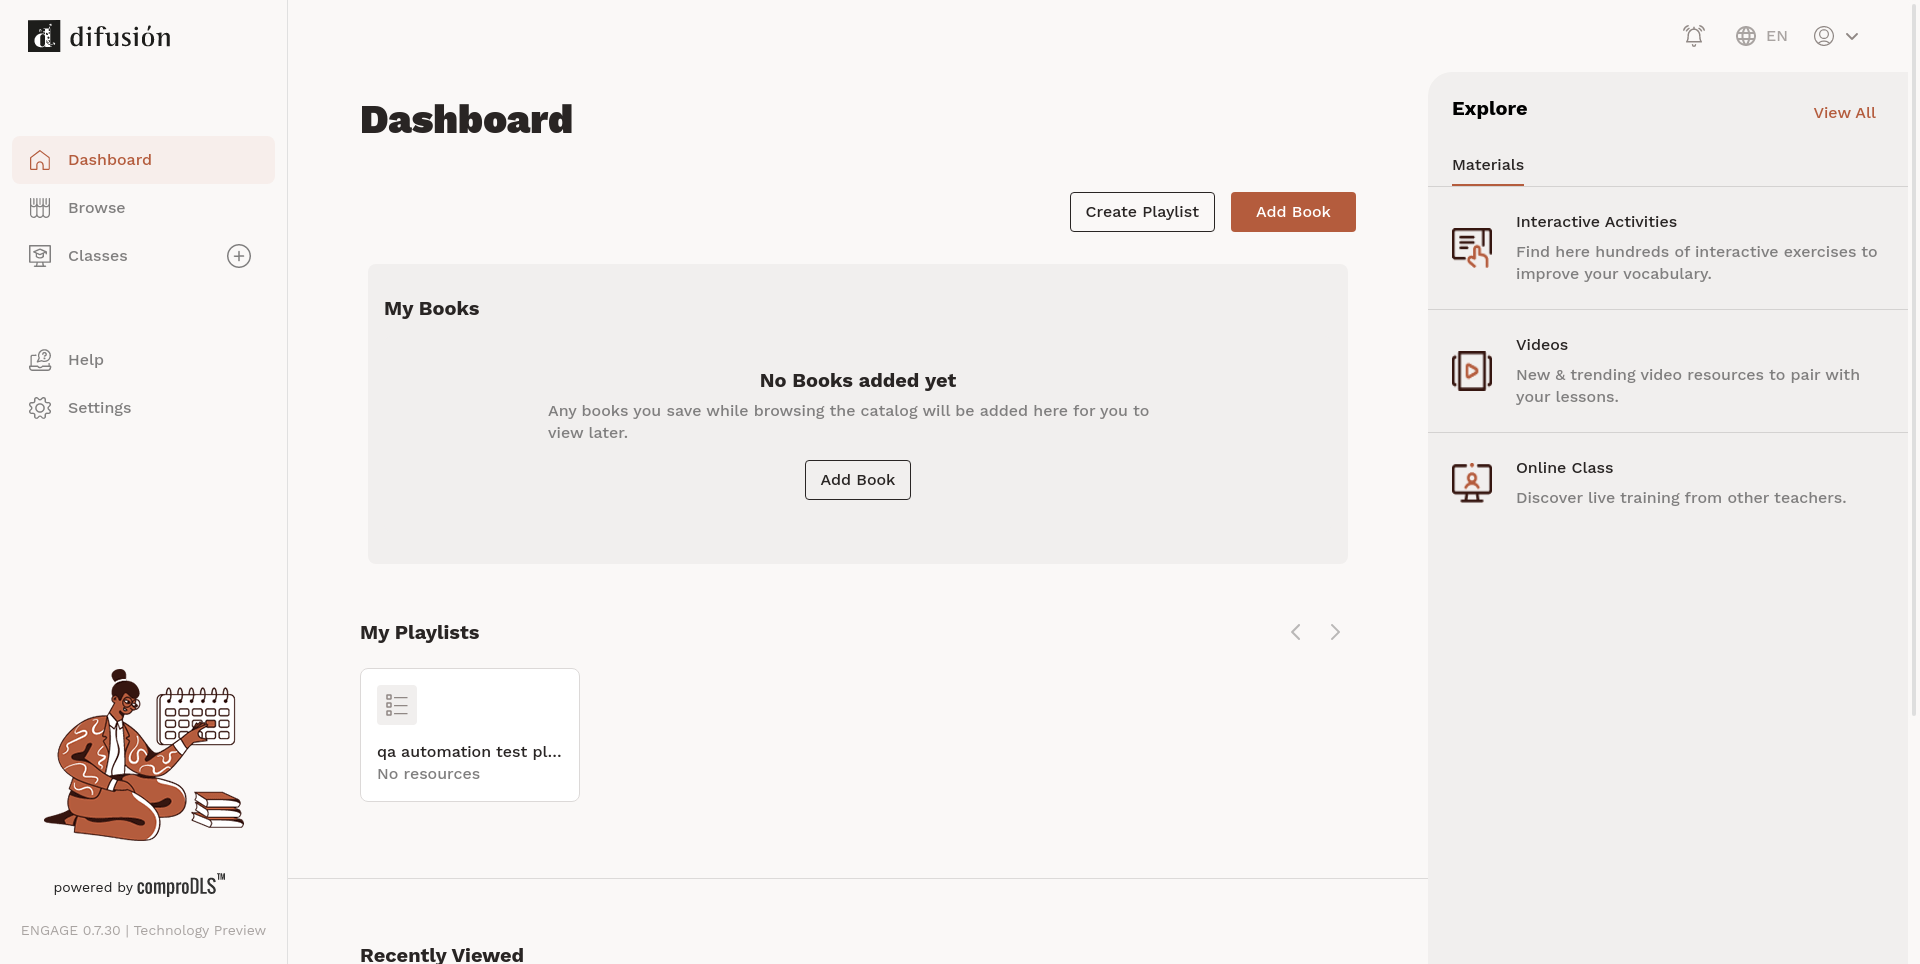 difusión
EN
Dashboard
Browse
Classes
Help
Settings
powered by comproDLS™
ENGAGE 0.7.30 | Technology Preview
Dashboard
Create Playlist
Add Book
My Books
No Books added yet
Any books you save while browsing the catalog will be added here for you to
view later.
Add Book
My Playlists
qa automation test pl...
No resources
Recently Viewed
Explore
View All
Materials
Interactive Activities
Find here hundreds of interactive exercises to
improve your vocabulary.
Videos
New & trending video resources to pair with
your lessons.
Online Class
Discover live training from other teachers.